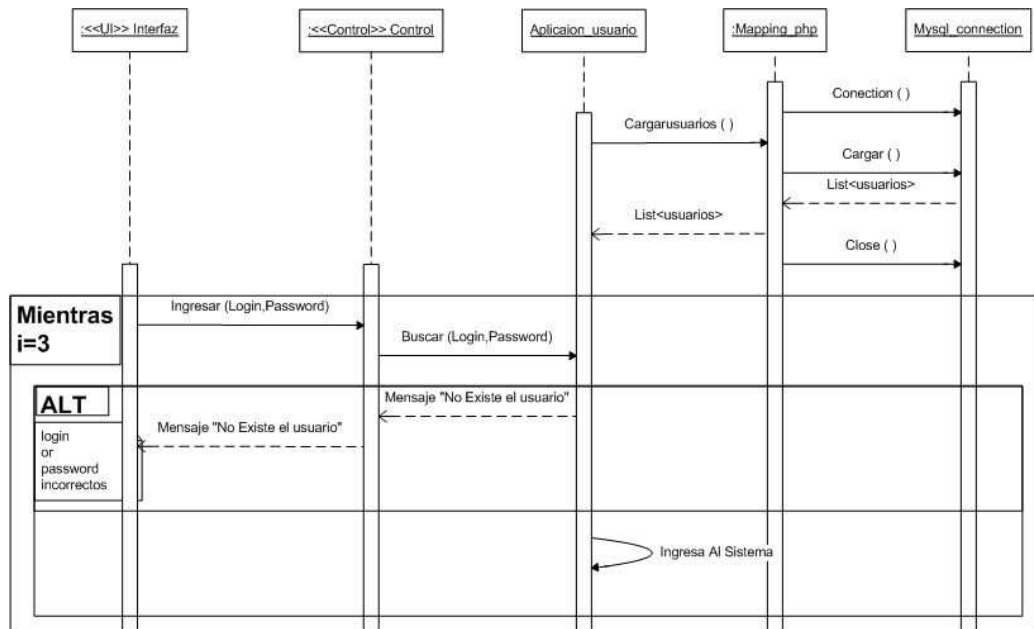 :<<UI>> Interfaz
:<<Control>> Control
Aplicaion_usuario
:Mapping_php
Mysql_connection
Conection ( )
Cargarusuarios ( )
Cargar ( )
List<usuarios>
List<usuarios>
Close ( )
Mientras
i=3
Ingresar (Login,Password)
Buscar (Login,Password)
ALT
Mensaje "No Existe el usuario"
Mensaje "No Existe el usuario"
login
or
password
incorrectos
Ingresa Al Sistema